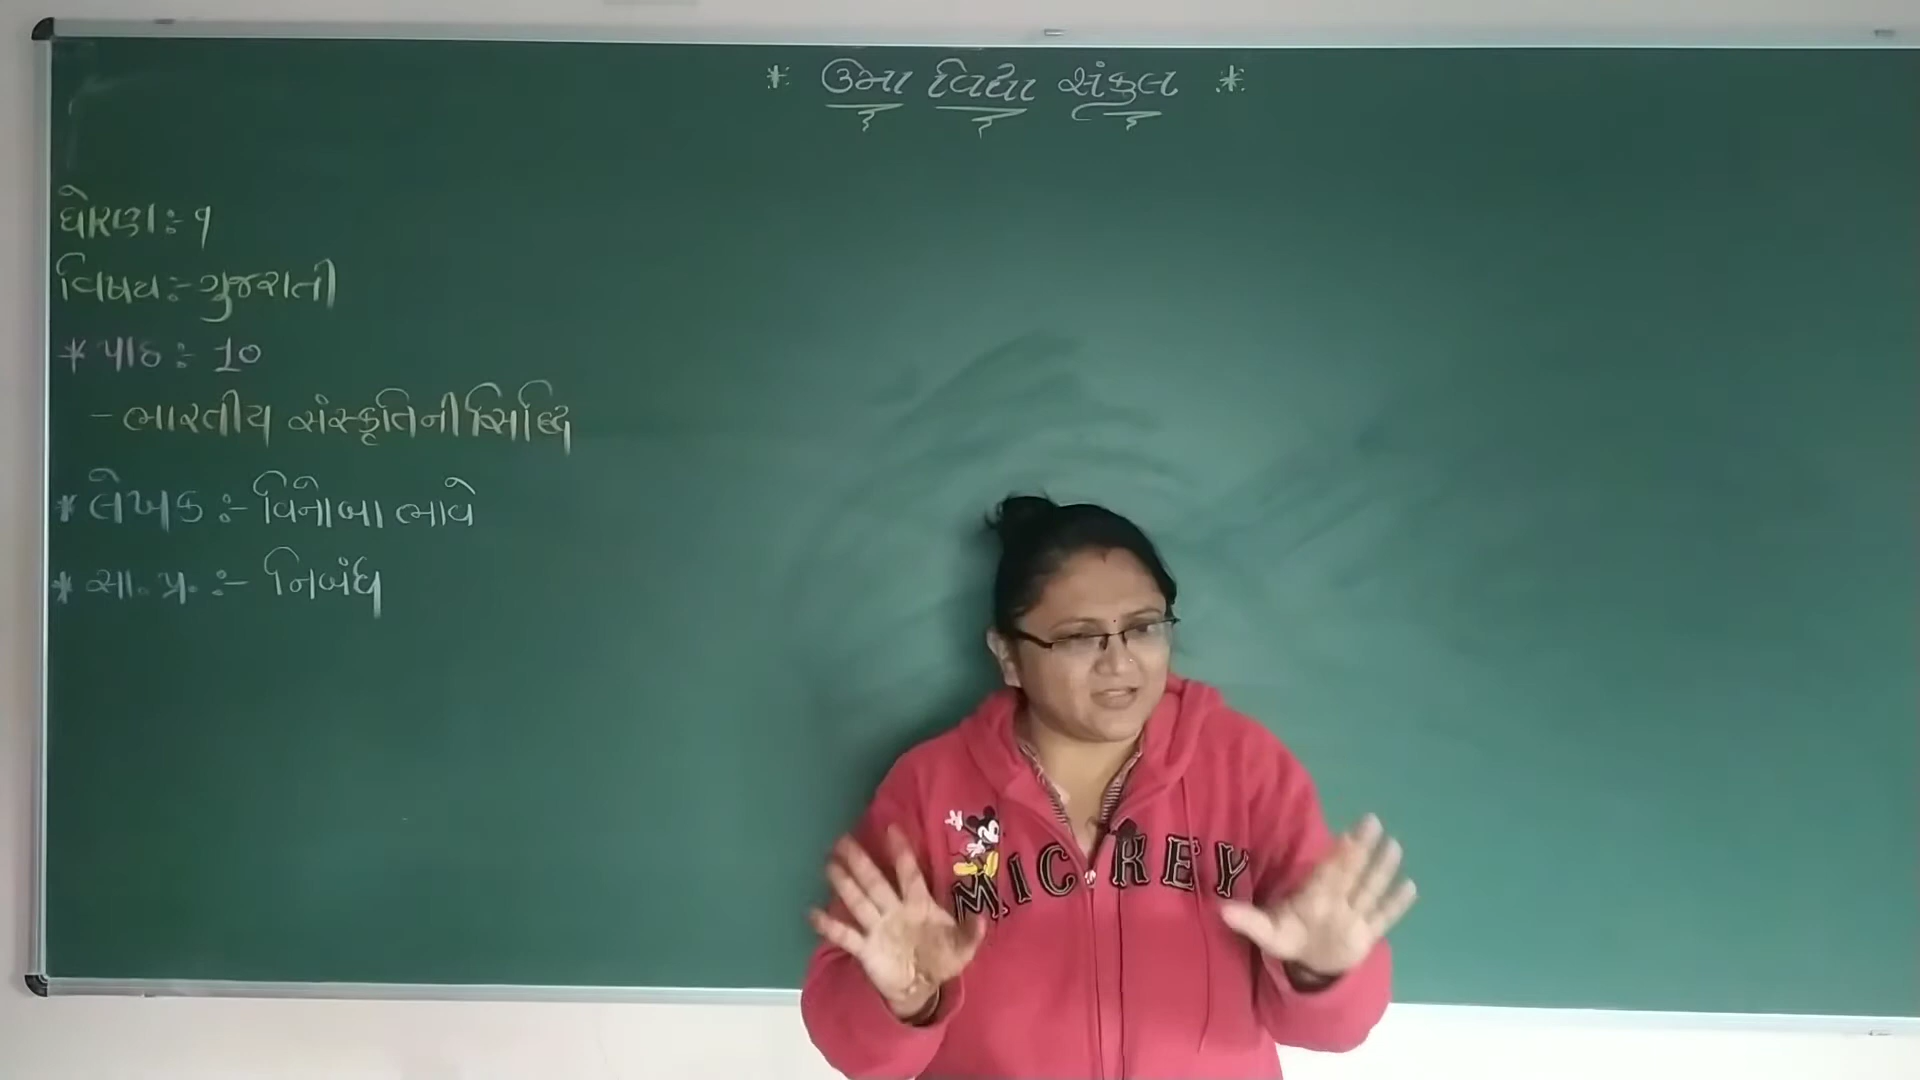 * ઉમા વિદ્યા સંકુલ *
ધોરણ :- ૧
વિષય :- ગુજરાતી
* પાઠ :- 10
- ભારતીય સંસ્કૃતિની સિદ્ધિ
* લેખક :- વિનોબા ભાવે
* સા. પ્ર. :- નિબંધ
MICKEY